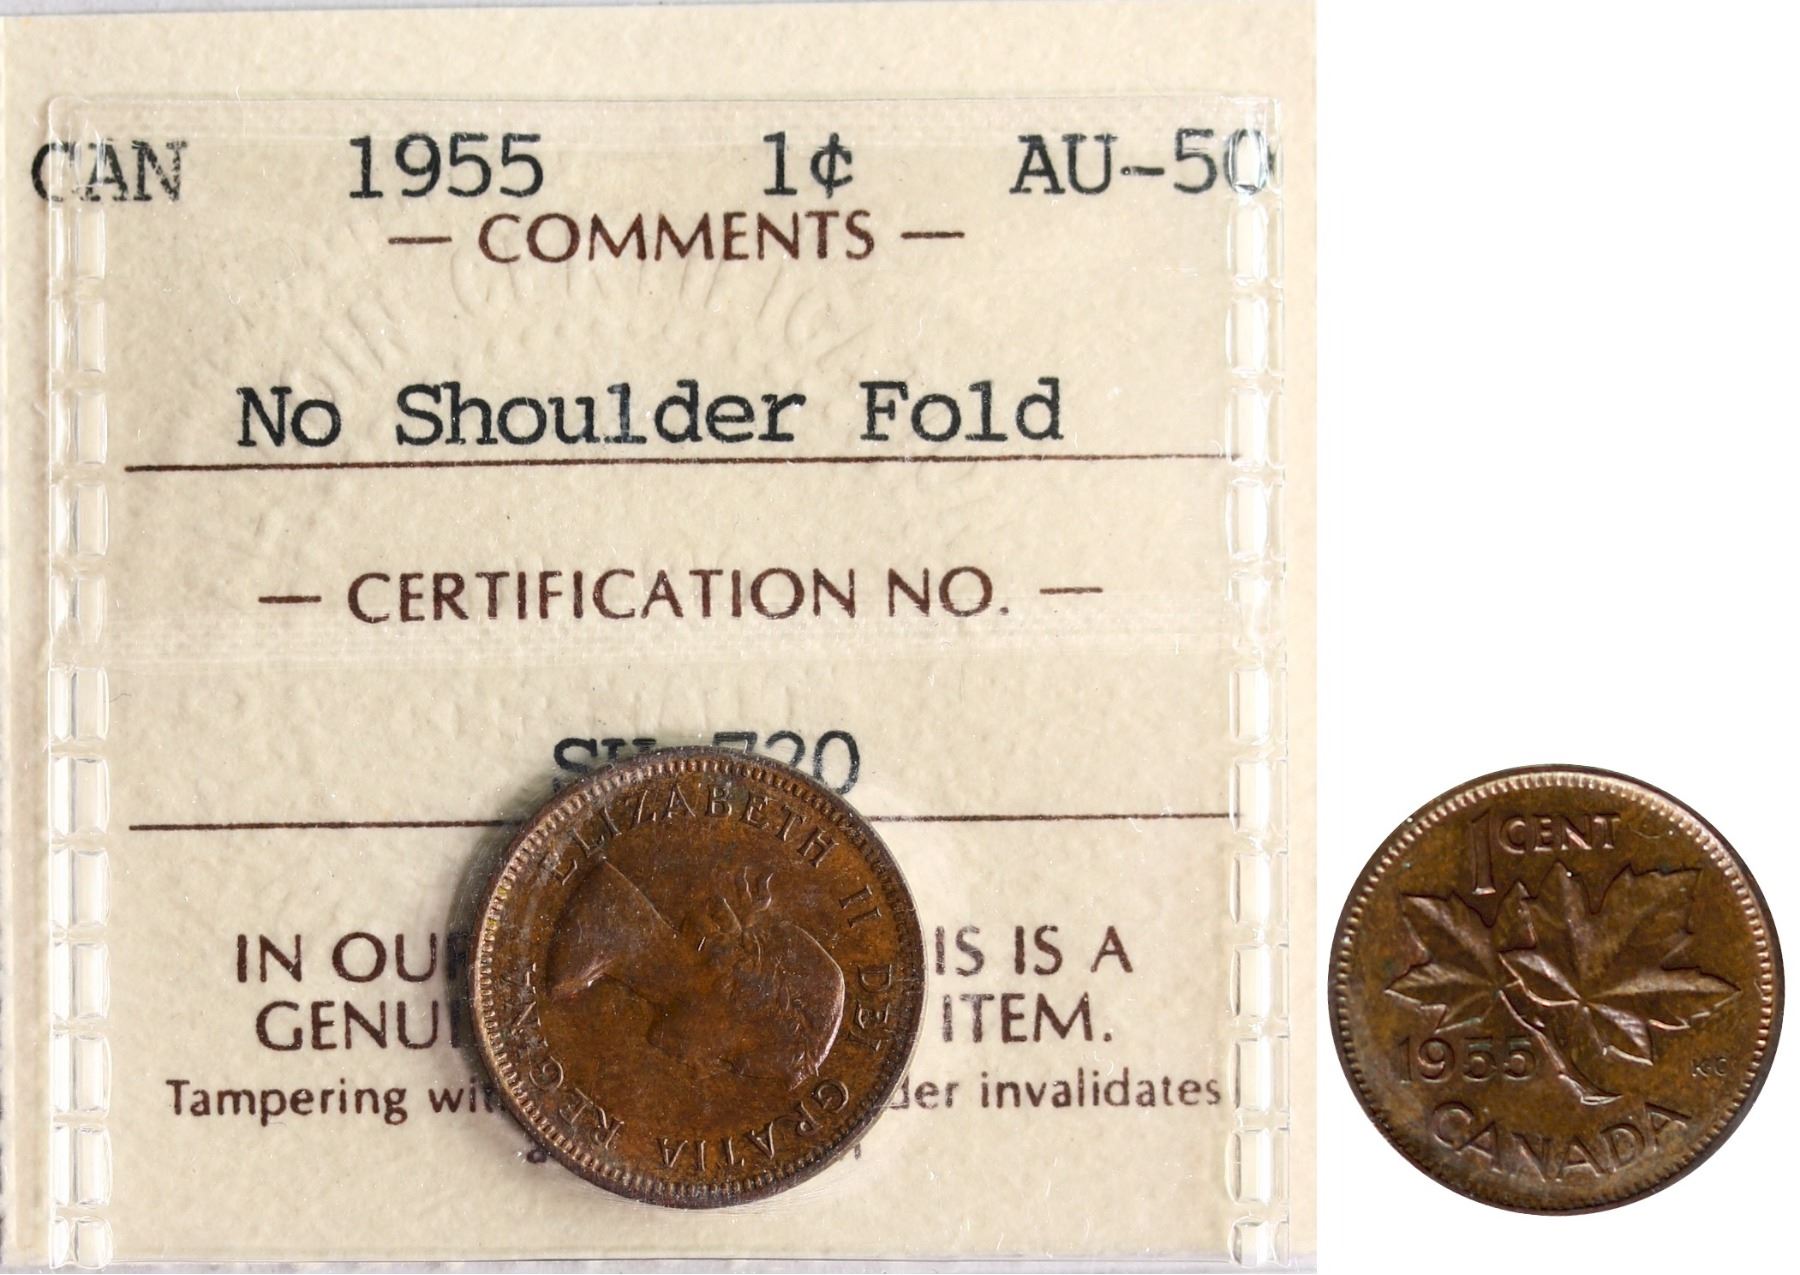 CAN 1955 1¢ AU-50
— COMMENTS —
No Shoulder Fold
— CERTIFICATION NO. —
720
IN OU IS IS A
GENU ITEM.
Tampering wit der invalidates
ELIZABETH II DEI GRATIA REGINA
1 CENT
1955
K·G
CANADA